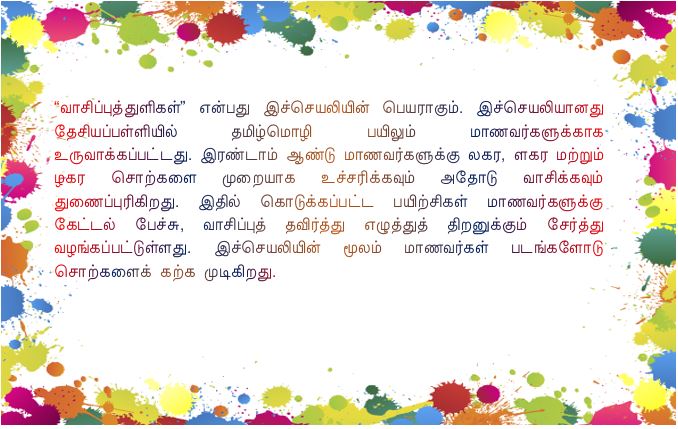 “வாசிப்புத்துளிகள்” என்பது இச்செயலியின் பெயராகும். இச்செயலியானது
தேசியப்பள்ளியில் தமிழ்மொழி பயிலும் மாணவர்களுக்காக
உருவாக்கப்பட்டது. இரண்டாம் ஆண்டு மாணவர்களுக்கு லகர, ளகர மற்றும்
ழகர சொற்களை முறையாக உச்சரிக்கவும் அதோடு வாசிக்கவும்
துணைப்புரிகிறது. இதில் கொடுக்கப்பட்ட பயிற்சிகள் மாணவர்களுக்கு
கேட்டல் பேச்சு, வாசிப்புத் தவிர்த்து எழுத்துத் திறனுக்கும் சேர்த்து
வழங்கப்பட்டுள்ளது. இச்செயலியின் மூலம் மாணவர்கள் படங்களோடு
சொற்களைக் கற்க முடிகிறது.